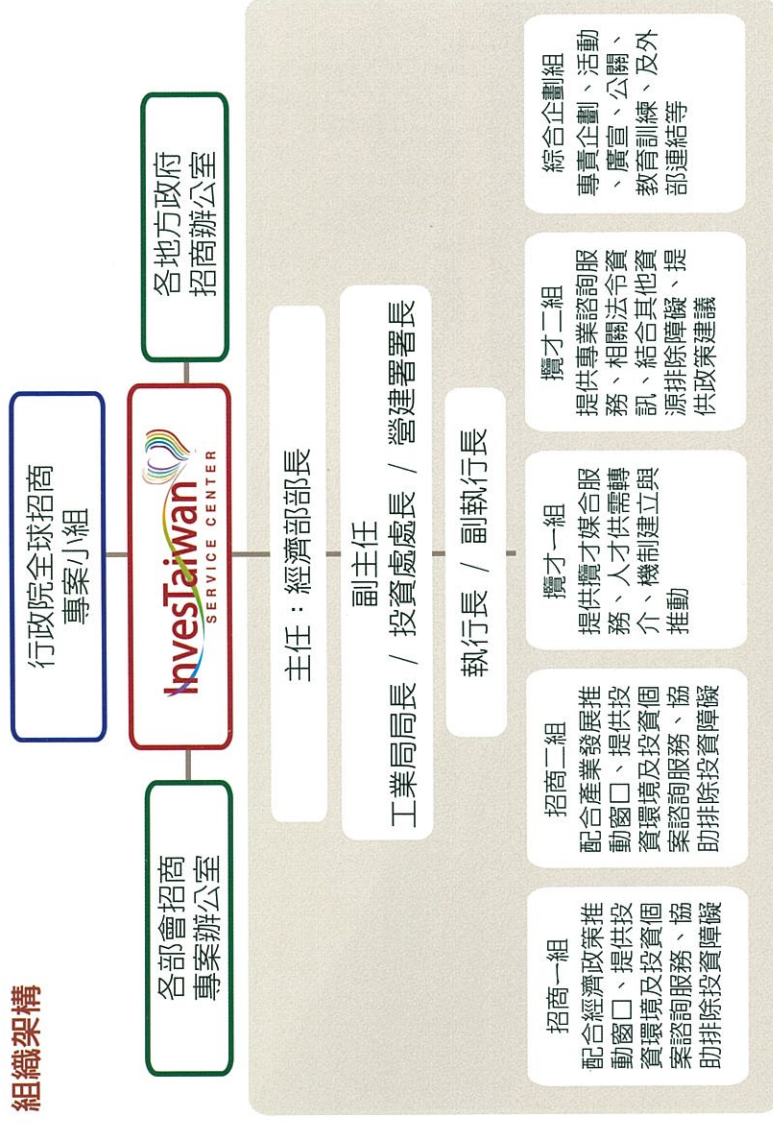 組織架構
行政院全球招商
專案小組
各部會招商
專案辦公室
InvesTaiwan
SERVICE CENTER
各地方政府
招商辦公室
主任：經濟部部長
副主任
工業局局長 / 投資處處長 / 營建署署長
執行長 / 副執行長
招商一組
配合經濟政策推
動窗口、提供投
資環境及投資個
案諮詢服務、協
助排除投資障礙
招商二組
配合產業發展推
動窗口、提供投
資環境及投資個
案諮詢服務、協
助排除投資障礙
攬才一組
提供攬才媒合服
務、人才供需轉
介、機制建立與
推動
攬才二組
提供專業諮詢服
務、相關法令資
訊、結合其他資
源排除障礙、提
供政策建議
綜合企劃組
專責企劃、活動
、廣宣、公關、
教育訓練、及外
部連結等